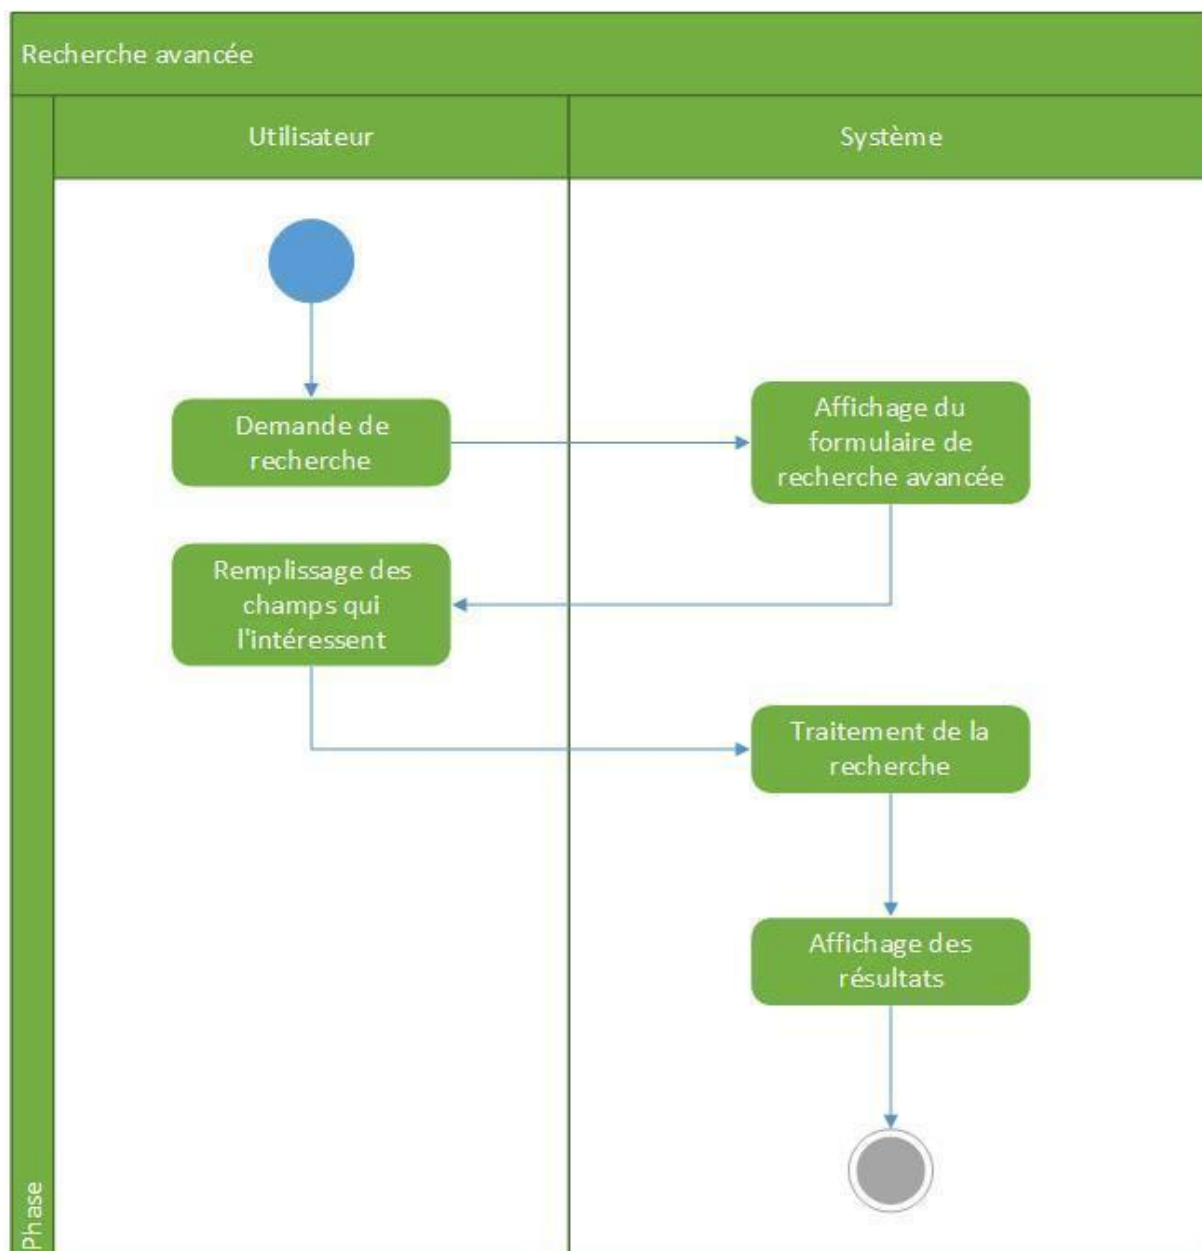 Recherche avancée
Utilisateur
Système
Demande de
recherche
Affichage du
formulaire de
recherche avancée
Remplissage des
champs qui
l'intéressent
Traitement de la
recherche
Affichage des
résultats
Phase